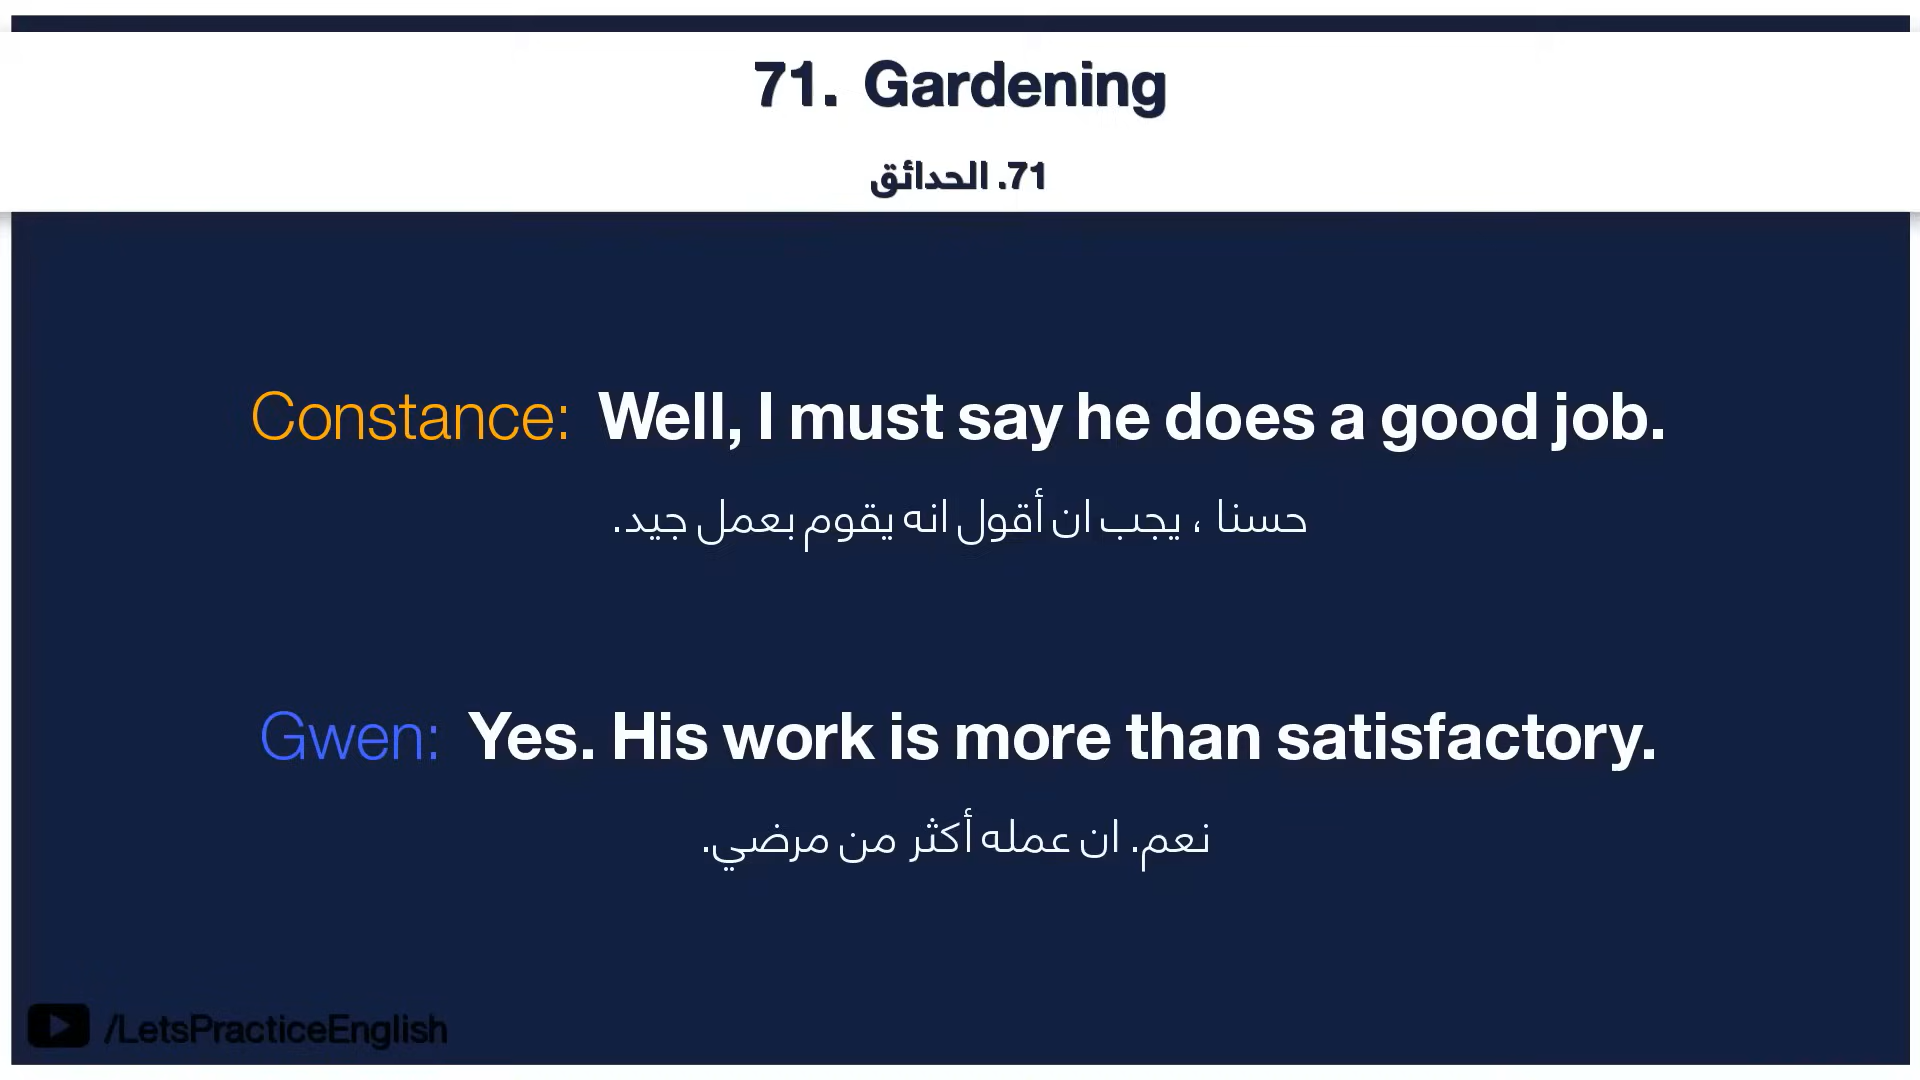 71. Gardening
71. الحدائق
Constance: Well, I must say he does a good job.
حسنا ، يجب ان أقول انه يقوم بعمل جيد.
Gwen: Yes. His work is more than satisfactory.
نعم. ان عمله أكثر من مرضي.
/LetsPracticeEnglish